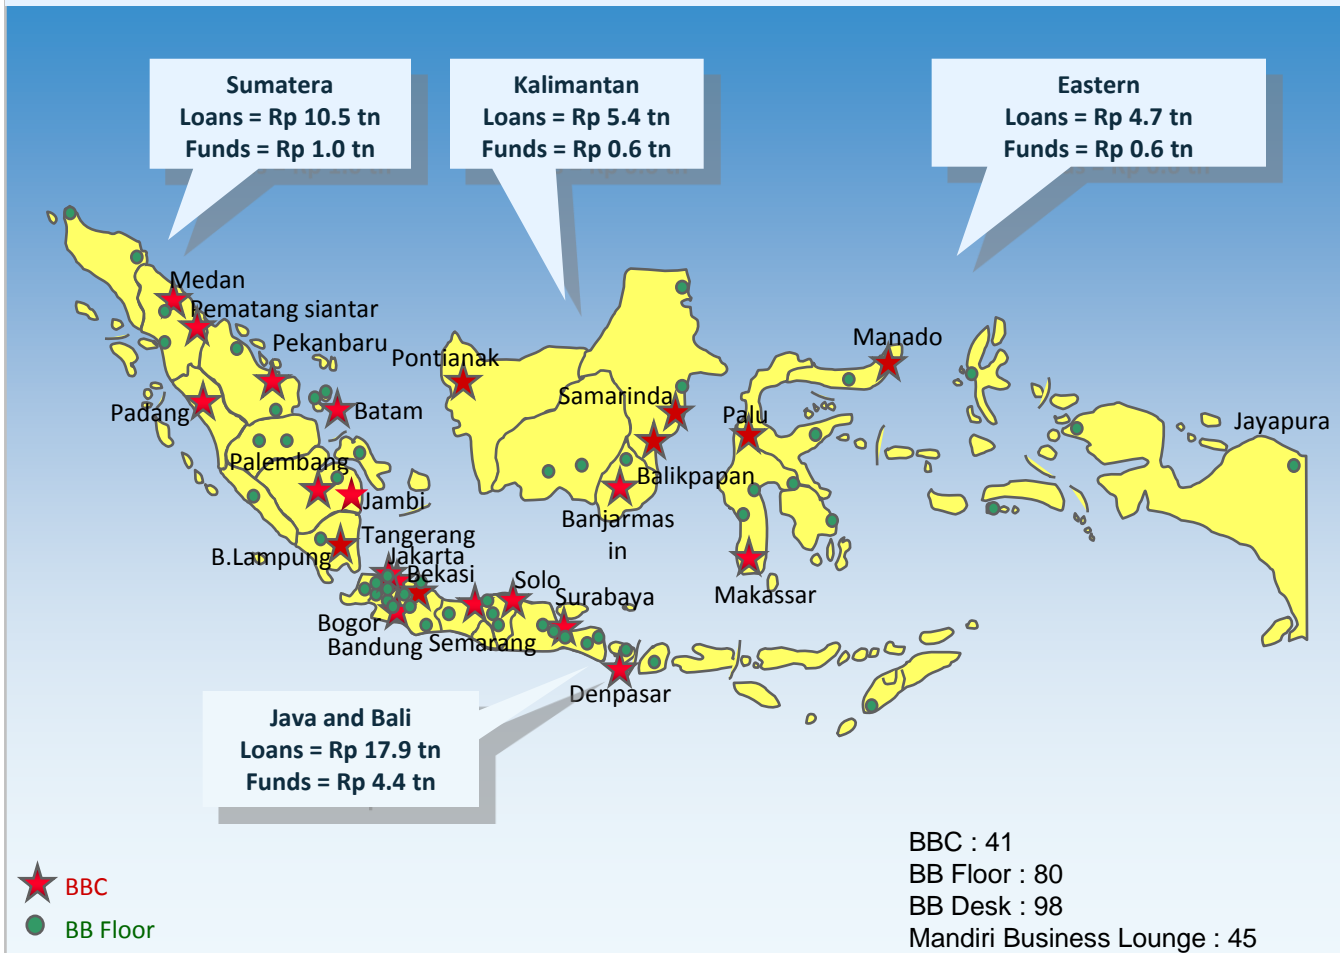 Sumatera
Loans = Rp 10.5 tn
Funds = Rp 1.0 tn
Kalimantan
Loans = Rp 5.4 tn
Funds = Rp 0.6 tn
Eastern
Loans = Rp 4.7 tn
Funds = Rp 0.6 tn
Medan
Pematang siantar
Pekanbaru
Padang
Batam
Palembang
Jambi
Tangerang
B.Lampung
Jakarta
Bekasi
Bogor
Bandung
Semarang
Solo
Surabaya
Denpasar
Pontianak
Samarinda
Balikpapan
Banjarmas
in
Manado
Palu
Makassar
Jayapura
Java and Bali
Loans = Rp 17.9 tn
Funds = Rp 4.4 tn
BBC
BB Floor
BBC : 41
BB Floor : 80
BB Desk : 98
Mandiri Business Lounge : 45